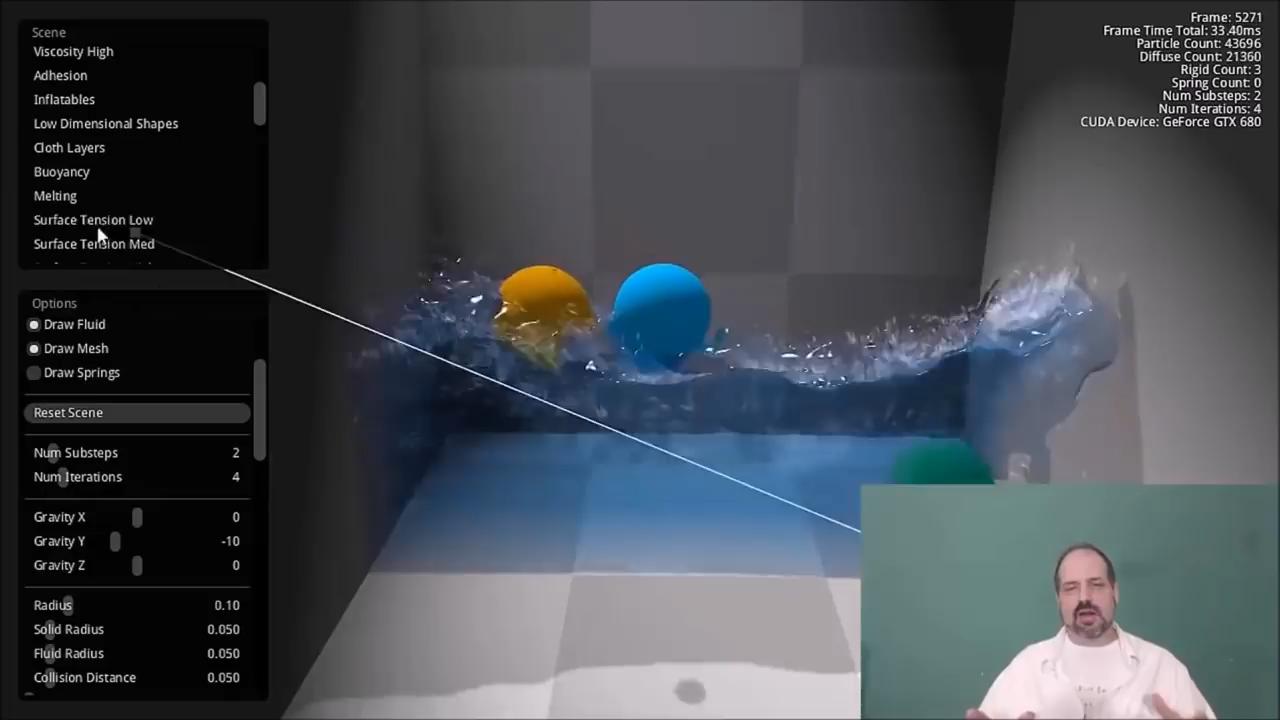 Scene
Viscosity High
Adhesion
Inflatables
Low Dimensional Shapes
Cloth Layers
Buoyancy
Melting
Surface Tension Low
Surface Tension Med
Options
Draw Fluid
Draw Mesh
Draw Springs
Reset Scene
Num Substeps 2
Num Iterations 4
Gravity X 0
Gravity Y -10
Gravity Z 0
Radius 0.10
Solid Radius 0.050
Fluid Radius 0.050
Collision Distance 0.050
Frame: 5271
Frame Time Total: 33.40ms
Particle Count: 43696
Diffuse Count: 21360
Rigid Count: 3
Spring Count: 0
Num Substeps: 2
Num Iterations: 4
CUDA Device: GeForce GTX 680